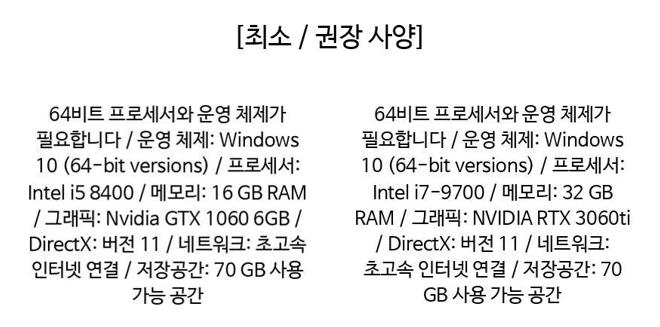 [최소 / 권장 사양]
64비트 프로세서와 운영 체제가
필요합니다 / 운영 체제: Windows
10 (64-bit versions) / 프로세서:
Intel i5 8400 / 메모리: 16 GB RAM
/ 그래픽: Nvidia GTX 1060 6GB /
DirectX: 버전 11 / 네트워크: 초고속
인터넷 연결 / 저장공간: 70 GB 사용
가능 공간
64비트 프로세서와 운영 체제가
필요합니다 / 운영 체제: Windows
10 (64-bit versions) / 프로세서:
Intel i7-9700 / 메모리: 32 GB
RAM / 그래픽: NVIDIA RTX 3060ti
/ DirectX: 버전 11 / 네트워크:
초고속 인터넷 연결 / 저장공간: 70
GB 사용 가능 공간